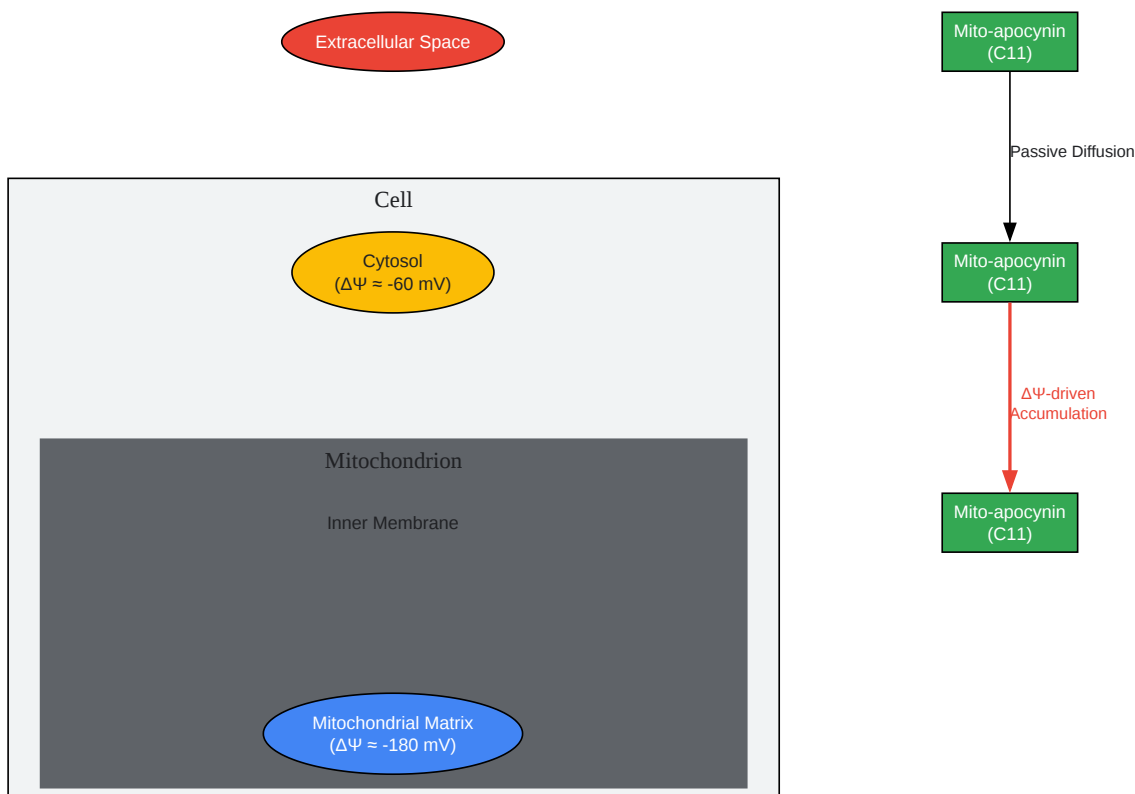 Extracellular Space
Mito-apocynin
(C11)
Passive Diffusion
Cell
Cytosol
(ΔΨ ≈ -60 mV)
Mito-apocynin
(C11)
ΔΨ-driven
Accumulation
Mitochondrion
Inner Membrane
Mito-apocynin
(C11)
Mitochondrial Matrix
(ΔΨ ≈ -180 mV)